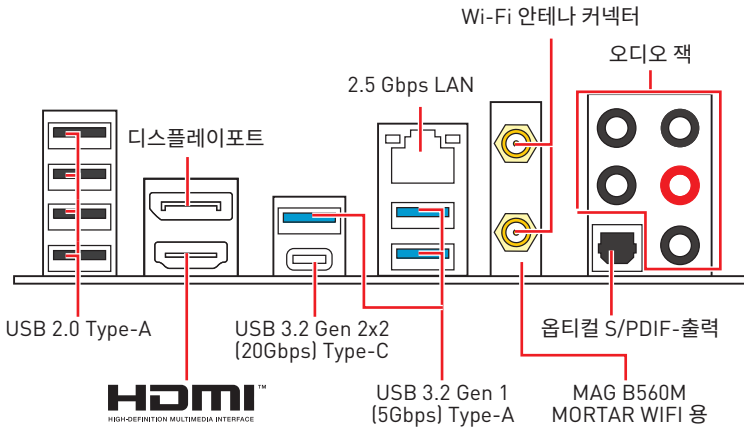 Wi-Fi 안테나 커넥터
오디오 잭
2.5 Gbps LAN
디스플레이포트
USB 2.0 Type-A
USB 3.2 Gen 2x2
(20Gbps) Type-C
옵티컬 S/PDIF-출력
HDMI™
HIGH-DEFINITION MULTIMEDIA INTERFACE
USB 3.2 Gen 1
(5Gbps) Type-A
MAG B560M
MORTAR WIFI 용